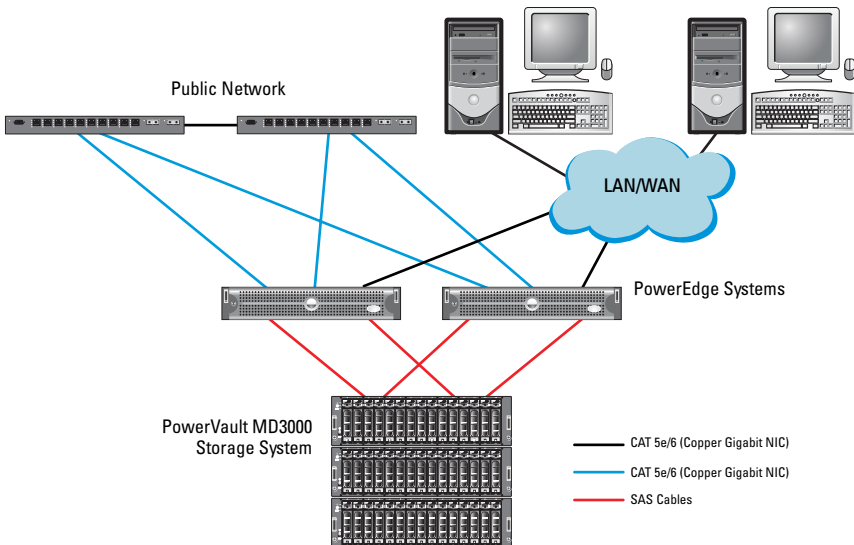 Public Network
LAN/WAN
PowerEdge Systems
PowerVault MD3000
Storage System
CAT 5e/6 (Copper Gigabit NIC)
CAT 5e/6 (Copper Gigabit NIC)
SAS Cables